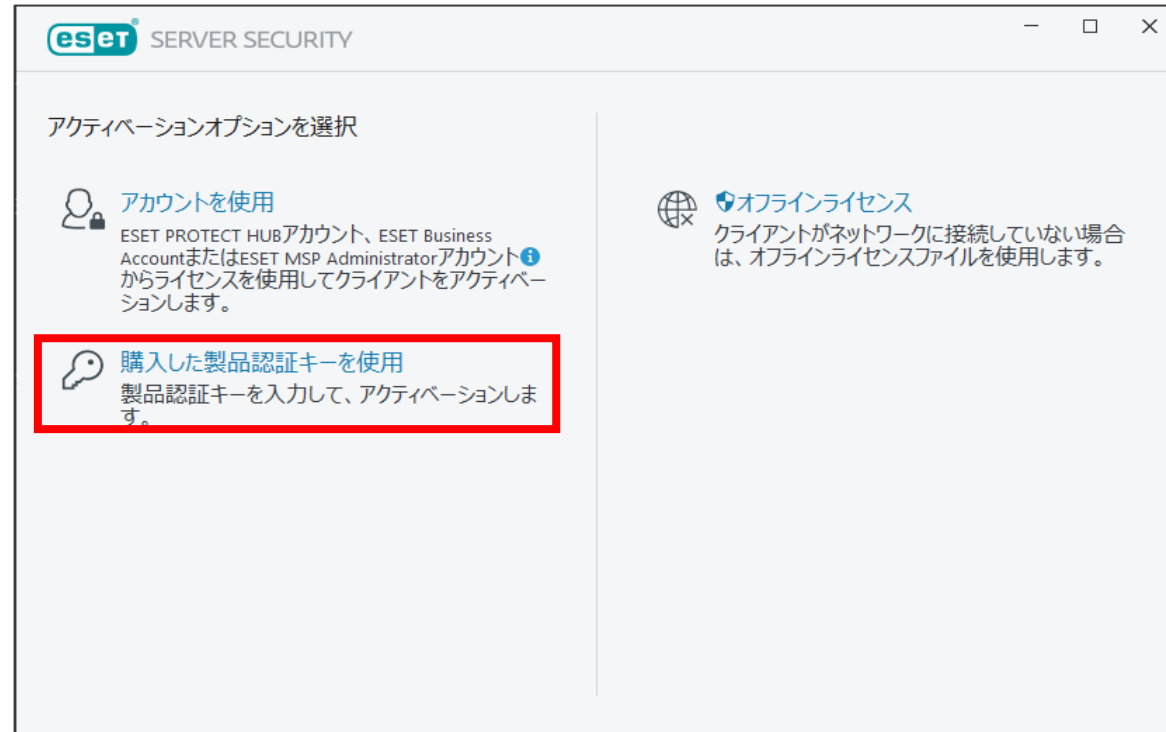 eset® SERVER SECURITY
アクティベーションオプションを選択
アカウントを使用
ESET PROTECT HUBアカウント、ESET Business
AccountまたはESET MSP Administratorアカウント
からライセンスを使用してクライアントをアクティベー
ションします。
購入した製品認証キーを使用
製品認証キーを入力して、アクティベーションしま
す。
オフラインライセンス
クライアントがネットワークに接続していない場合
は、オフラインライセンスファイルを使用します。